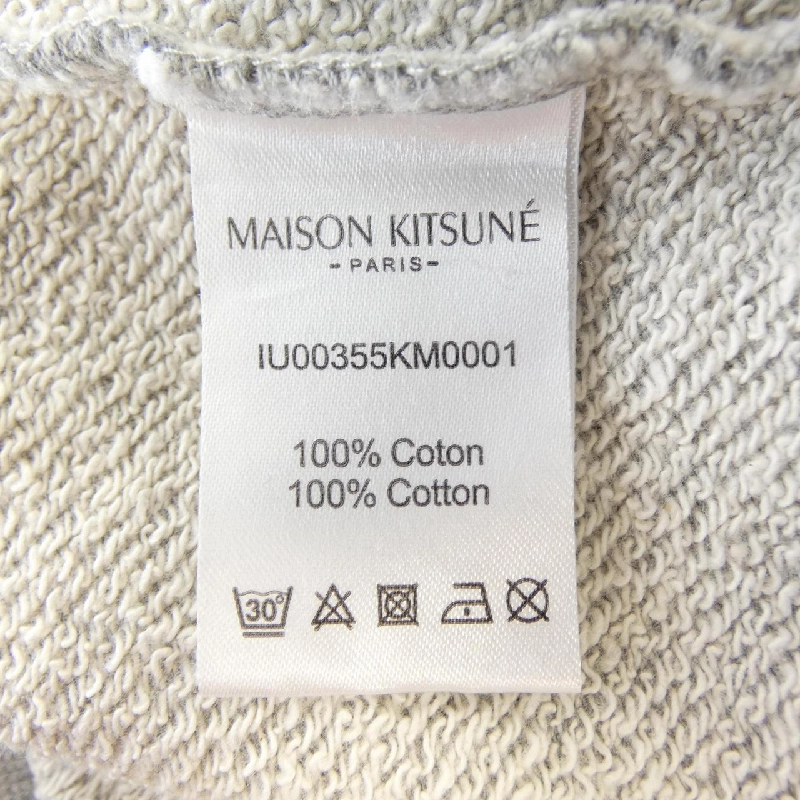 MAISON KITSUNÉ
-PARIS-
IU00355KM0001
100% Coton
100% Cotton
30°